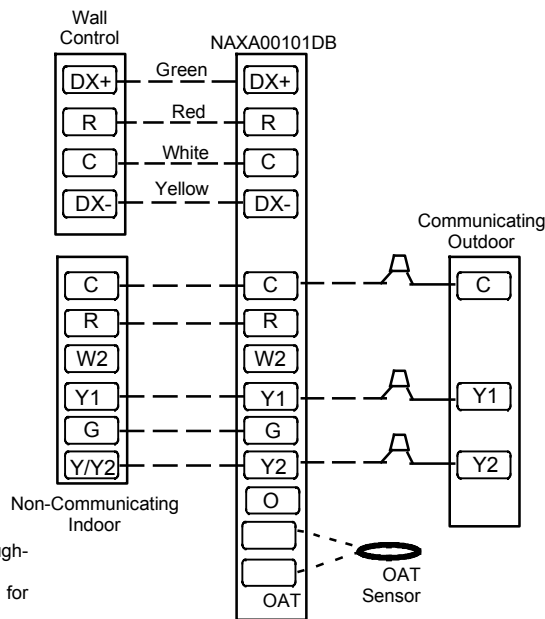 Wall
Control
NAXA00101DB
DX+ Green DX+
R Red R
C White C
DX- Yellow DX-
Communicating
Outdoor
C C C
R R
W2 W2
Y1 Y1 Y1
G G
Y/Y2 Y2 Y2
Non-Communicating
Indoor
O
ugh-
for
OAT
OAT
Sensor